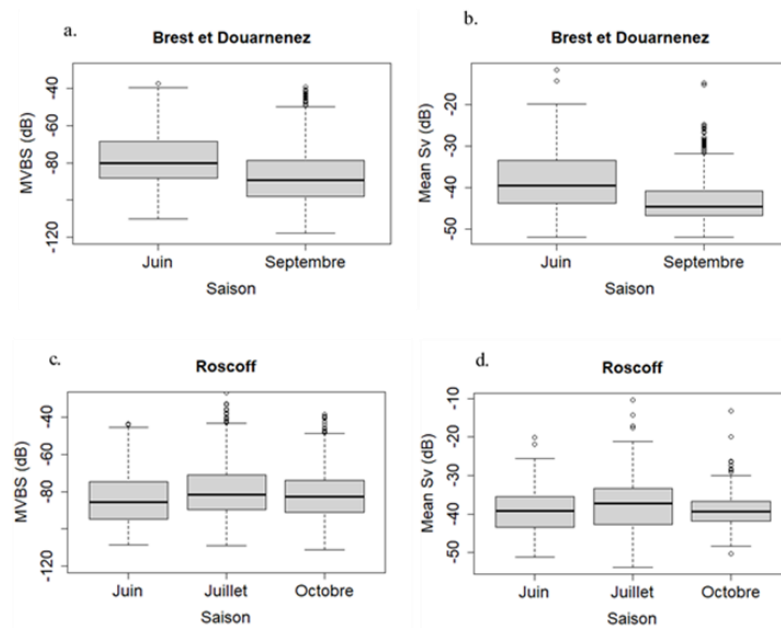 a.
Brest et Douarnenez
MVBS (dB)
-40
-60
-80
-120
Juin
Septembre
Saison
b.
Brest et Douarnenez
Mean Sv (dB)
-20
-30
-40
-50
Juin
Septembre
Saison
c.
Roscoff
MVBS (dB)
-40
-60
-80
-120
Juin
Juillet
Octobre
Saison
d.
Roscoff
Mean Sv (dB)
-10
-20
-30
-40
-50
Juin
Juillet
Octobre
Saison